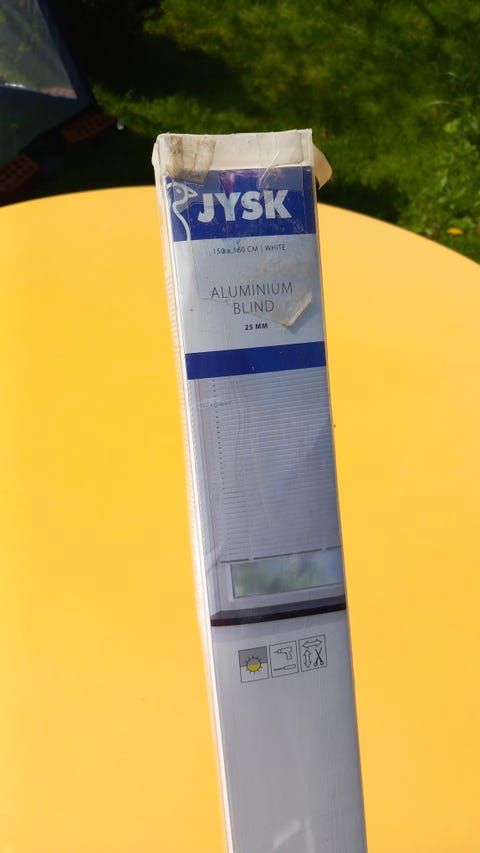 JYSK
150 x 160 CM | WHITE
ALUMINIUM
BLIND
25 MM